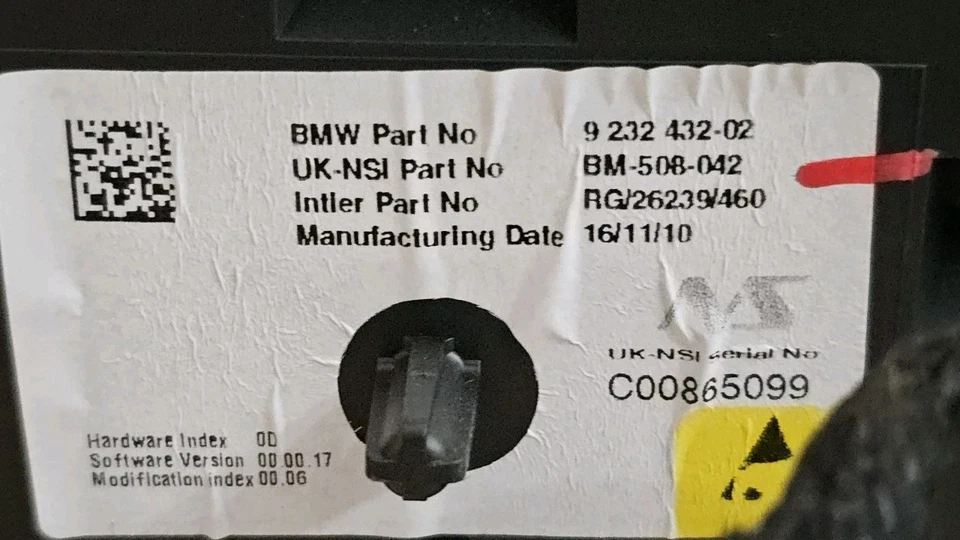 BMW Part No 9 232 432-02
UK-NSI Part No BM-508-042
Intier Part No RG/26239/460
Manufacturing Date 16/11/10
NS
UK-NSI serial No
C00865099
Hardware Index 0D
Software Version 00.00.17
Modification index 00.06